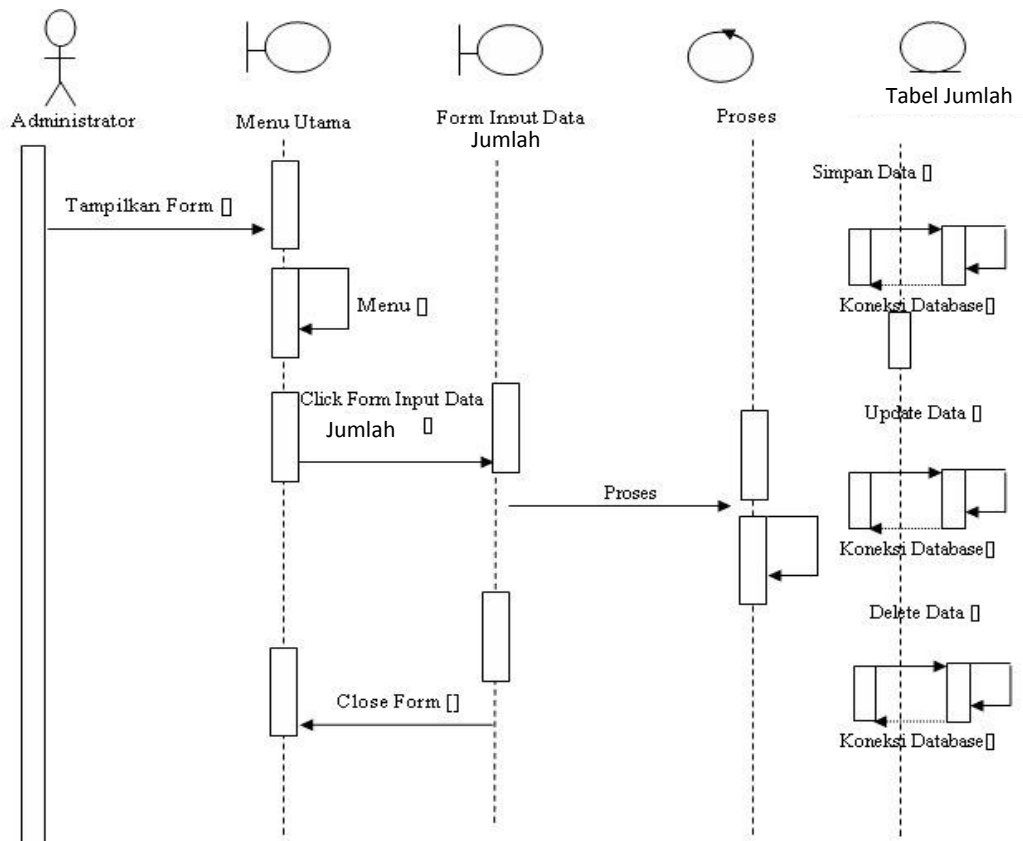 Administrator
Menu Utama
Form Input Data
Jumlah
Proses
Tabel Jumlah
Simpan Data []
Tampilkan Form []
Koneksi Database[]
Menu []
Click Form Input Data
Jumlah []
Update Data []
Proses
Koneksi Database[]
Delete Data []
Close Form []
Koneksi Database[]